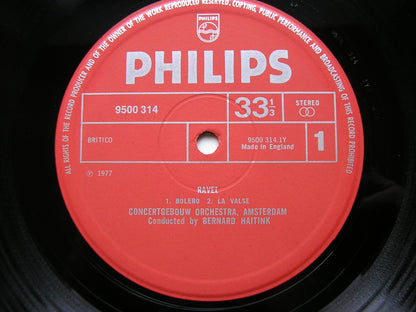 ALL RIGHTS OF THE RECORD PRODUCER AND OF THE OWNER OF THE WORK REPRODUCED RESERVED, COPYING, PUBLIC PERFORMANCE AND BROADCASTING OF THIS RECORD PROHIBITED
PHILIPS
PHILIPS
9500 314
33 1/3
STEREO
BRITICO
9500 314.1Y
Made in England
1
℗ 1977
RAVEL
1. BOLERO 2. LA VALSE
CONCERTGEBOUW ORCHESTRA, AMSTERDAM
Conducted by BERNARD HAITINK